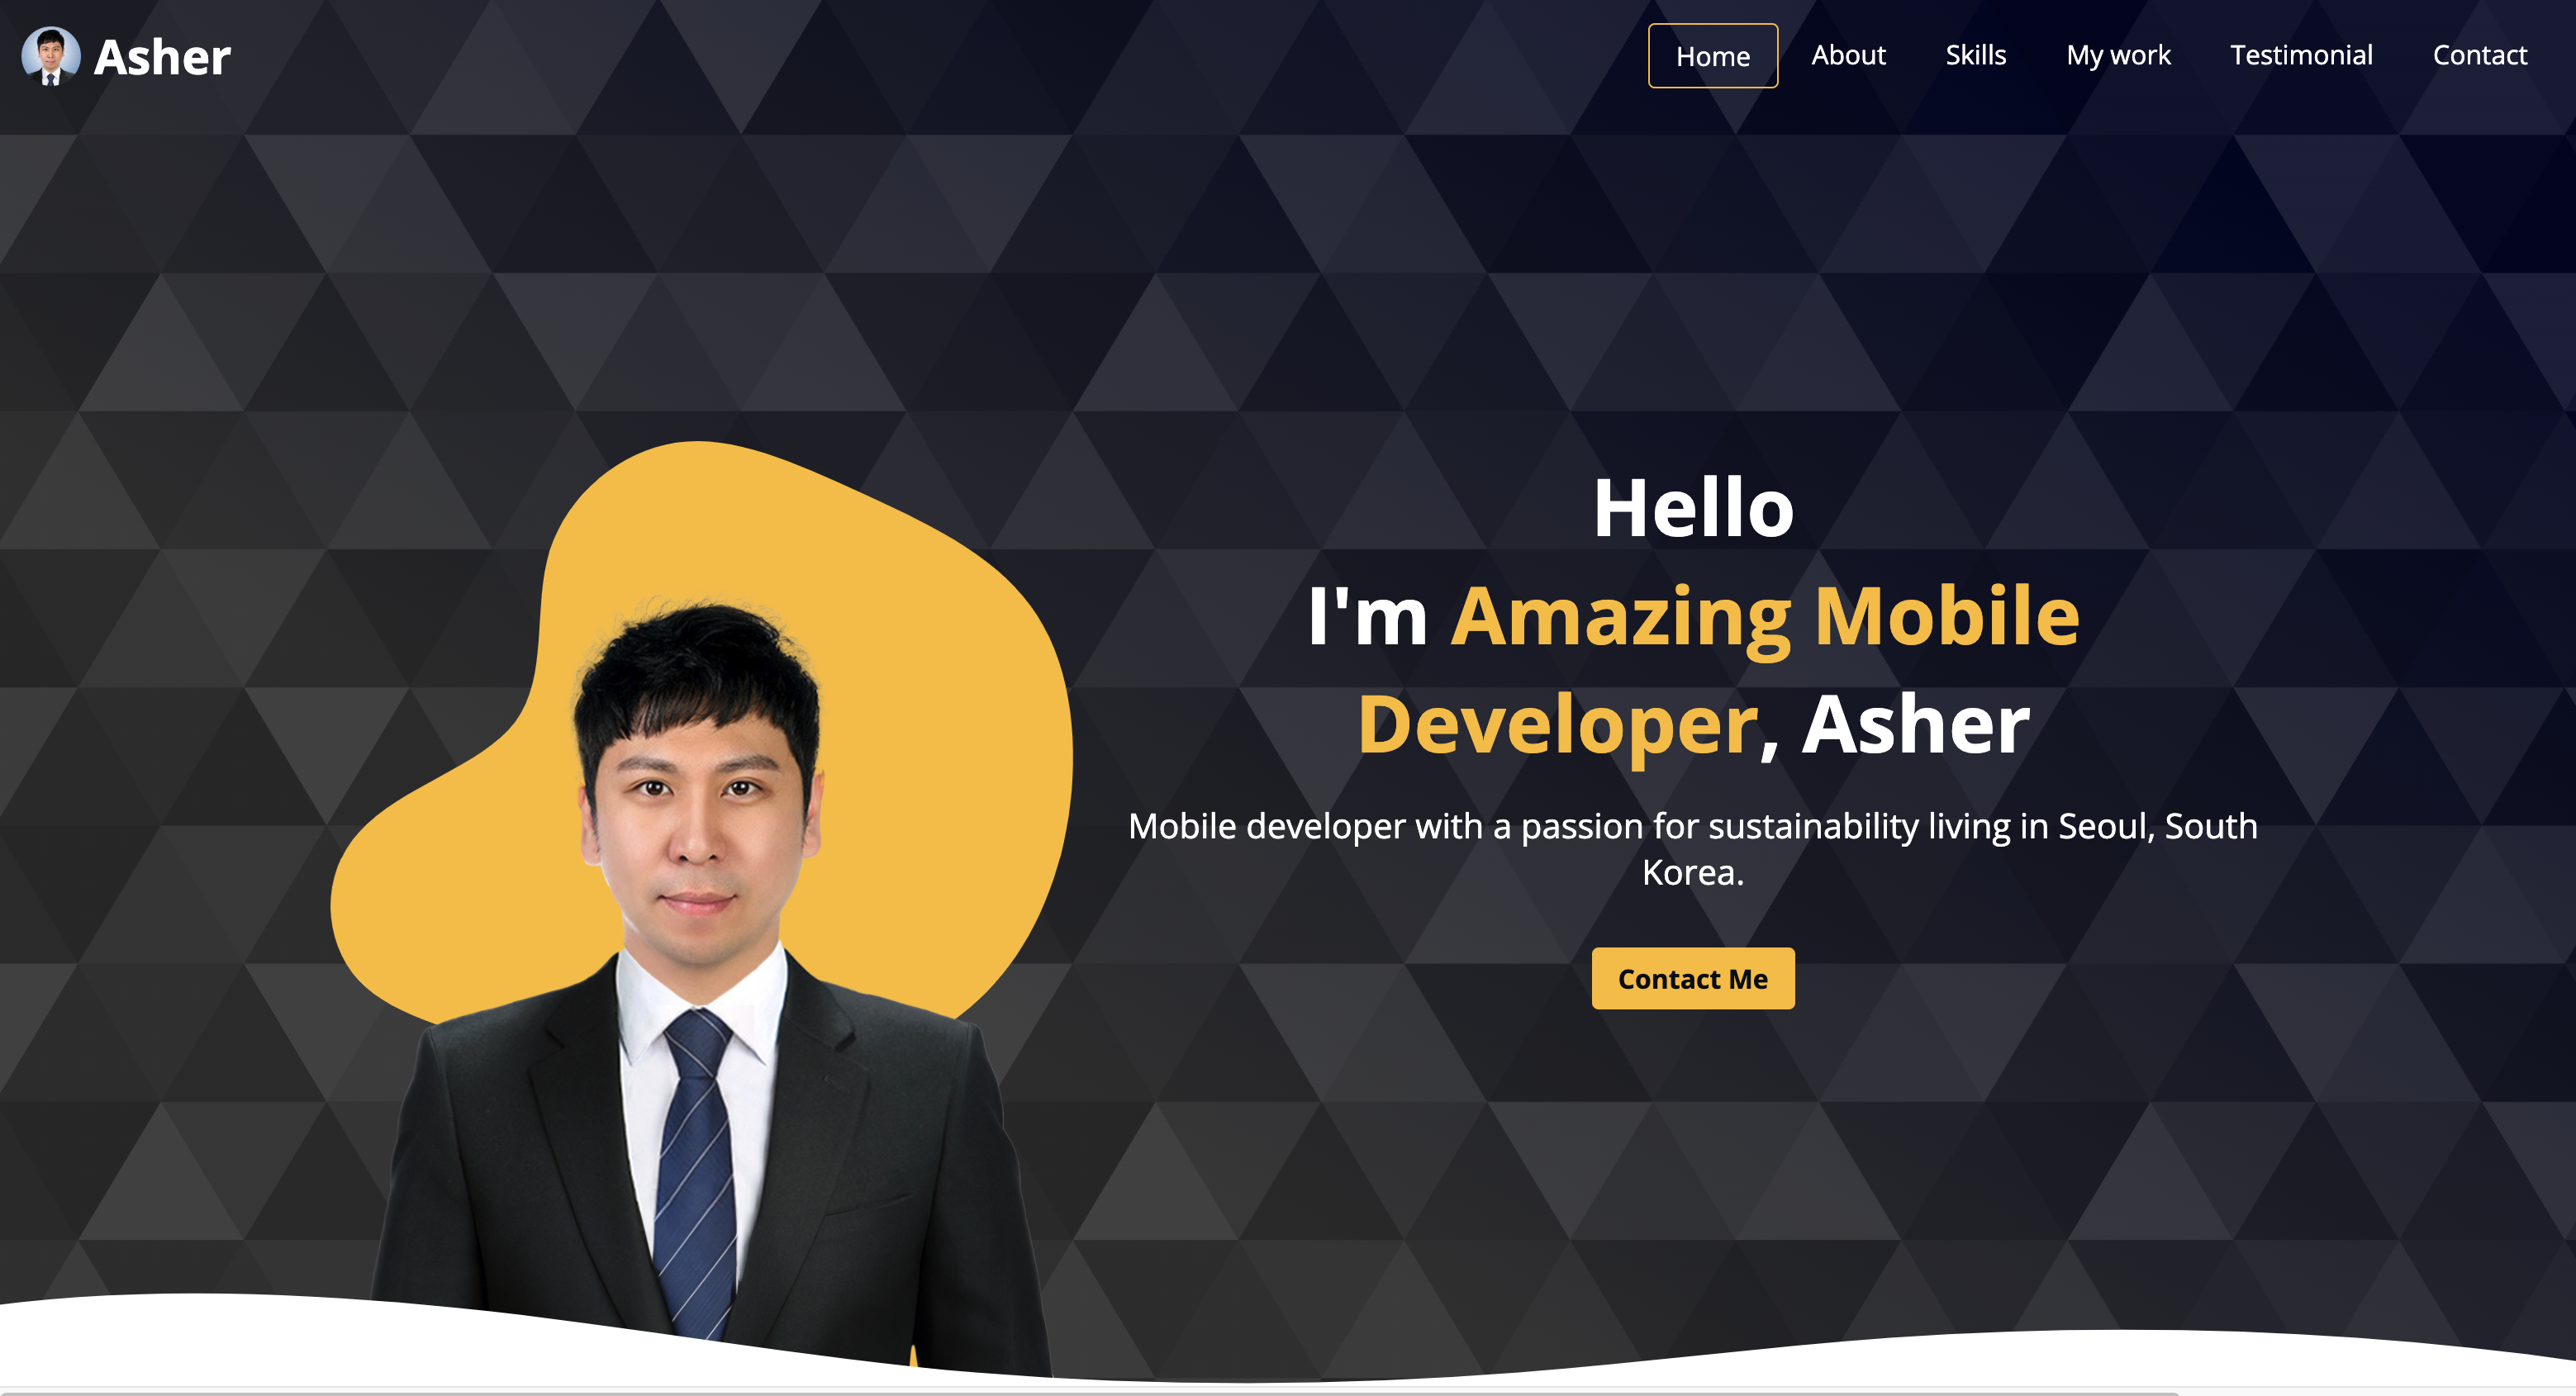 Asher
Home
About
Skills
My work
Testimonial
Contact
Hello
I'm Amazing Mobile
Developer, Asher
Mobile developer with a passion for sustainability living in Seoul, South
Korea.
Contact Me